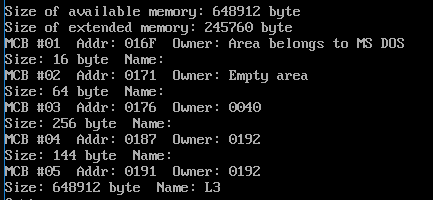 Size of available memory: 648912 byte
Size of extended memory: 245760 byte
MCB #01  Addr: 016F  Owner: Area belongs to MS DOS
Size: 16 byte  Name:
MCB #02  Addr: 0171  Owner: Empty area
Size: 64 byte  Name:
MCB #03  Addr: 0176  Owner: 0040
Size: 256 byte  Name:
MCB #04  Addr: 0187  Owner: 0192
Size: 144 byte  Name:
MCB #05  Addr: 0191  Owner: 0192
Size: 648912 byte  Name: L3